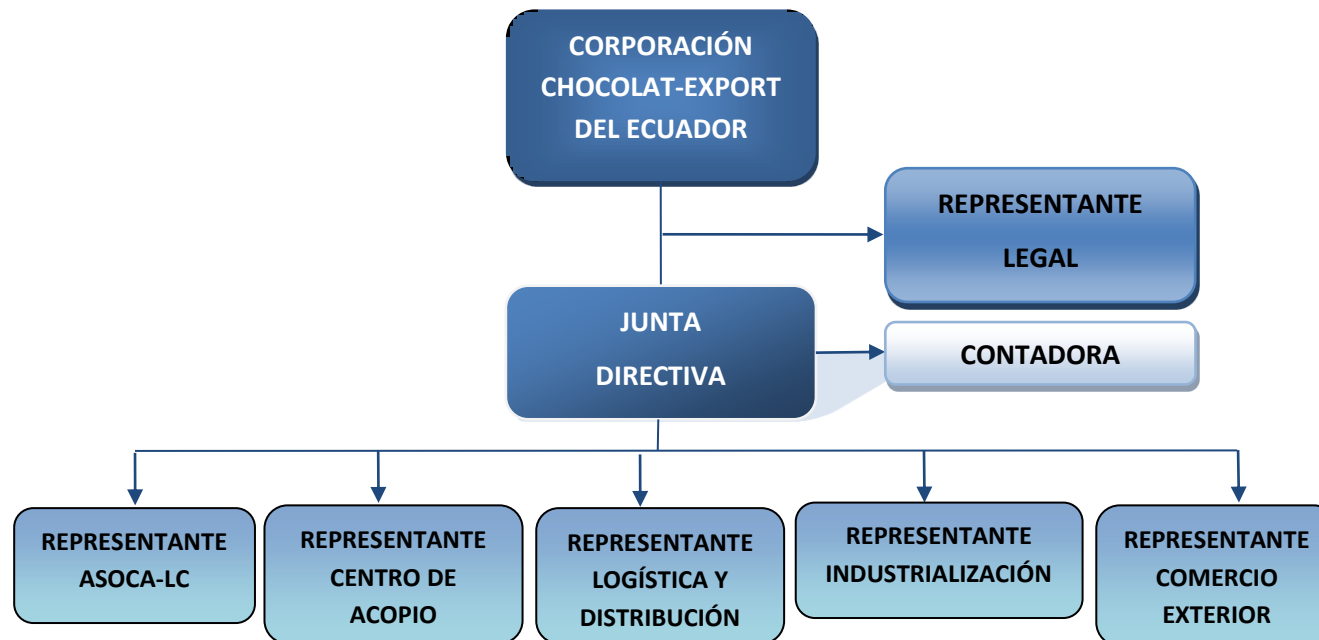 CORPORACIÓN
CHOCOLAT-EXPORT
DEL ECUADOR
REPRESENTANTE
LEGAL
JUNTA
DIRECTIVA
CONTADORA
REPRESENTANTE
ASOCA-LC
REPRESENTANTE
CENTRO DE
ACOPIO
REPRESENTANTE
LOGÍSTICA Y
DISTRIBUCIÓN
REPRESENTANTE
INDUSTRIALIZACIÓN
REPRESENTANTE
COMERCIO
EXTERIOR